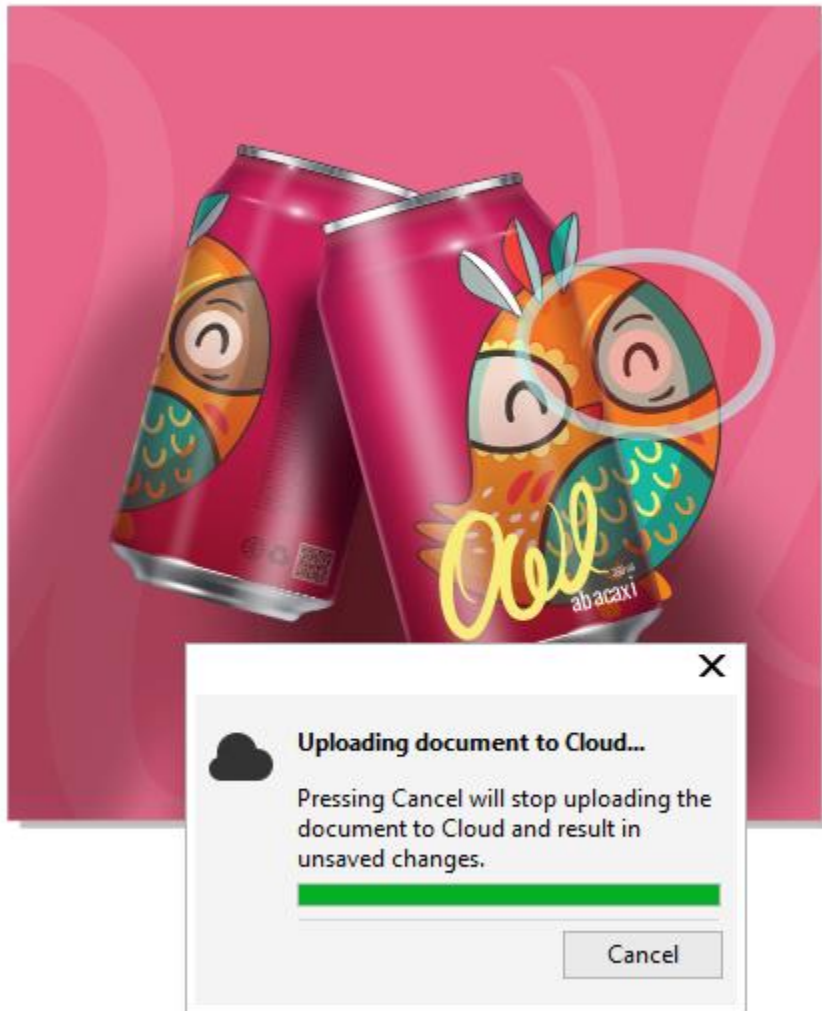 Owl
abacaxi
Uploading document to Cloud...
Pressing Cancel will stop uploading the
document to Cloud and result in
unsaved changes.
Cancel